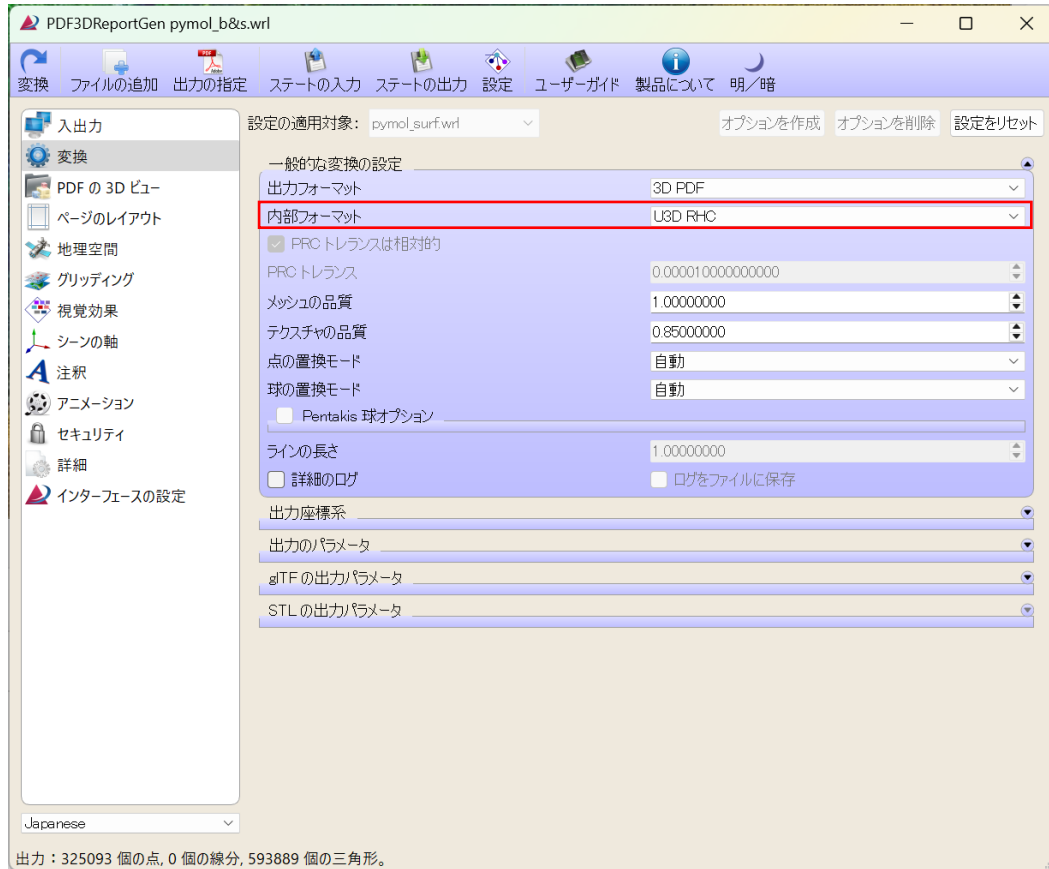 PDF3DReportGen pymol_b&s.wrl
変換 ファイルの追加 出力の指定 ステートの入力 ステートの出力 設定 ユーザーガイド 製品について 明／暗
設定の適用対象: pymol_surf.wrl オプションを作成 オプションを削除 設定をリセット
入出力
変換
PDF の 3D ビュー
ページのレイアウト
地理空間
グリッディング
視覚効果
シーンの軸
注釈
アニメーション
セキュリティ
詳細
インターフェースの設定
一般的な変換の設定
出力フォーマット 3D PDF
内部フォーマット U3D RHC
PRC トレランスは相対的
PRC トレランス 0.000010000000000
メッシュの品質 1.00000000
テクスチャの品質 0.85000000
点の置換モード 自動
球の置換モード 自動
Pentakis 球オプション
ラインの長さ 1.00000000
詳細のログ ログをファイルに保存
出力座標系
出力のパラメータ
glTF の出力パラメータ
STL の出力パラメータ
Japanese
出力：325093 個の点, 0 個の線分, 593889 個の三角形。